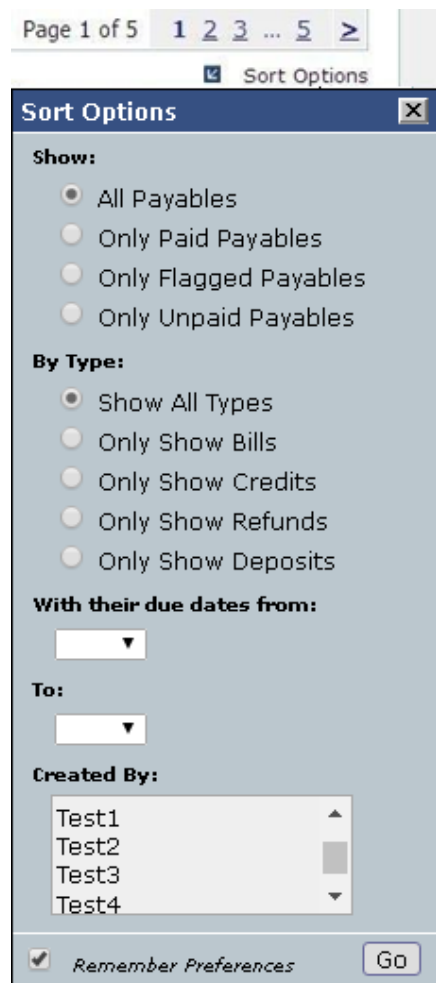 Page 1 of 5 1 2 3 ... 5 >
Sort Options
Sort Options
Show:
All Payables
Only Paid Payables
Only Flagged Payables
Only Unpaid Payables
By Type:
Show All Types
Only Show Bills
Only Show Credits
Only Show Refunds
Only Show Deposits
With their due dates from:
To:
Created By:
Test1
Test2
Test3
Test4
Remember Preferences Go